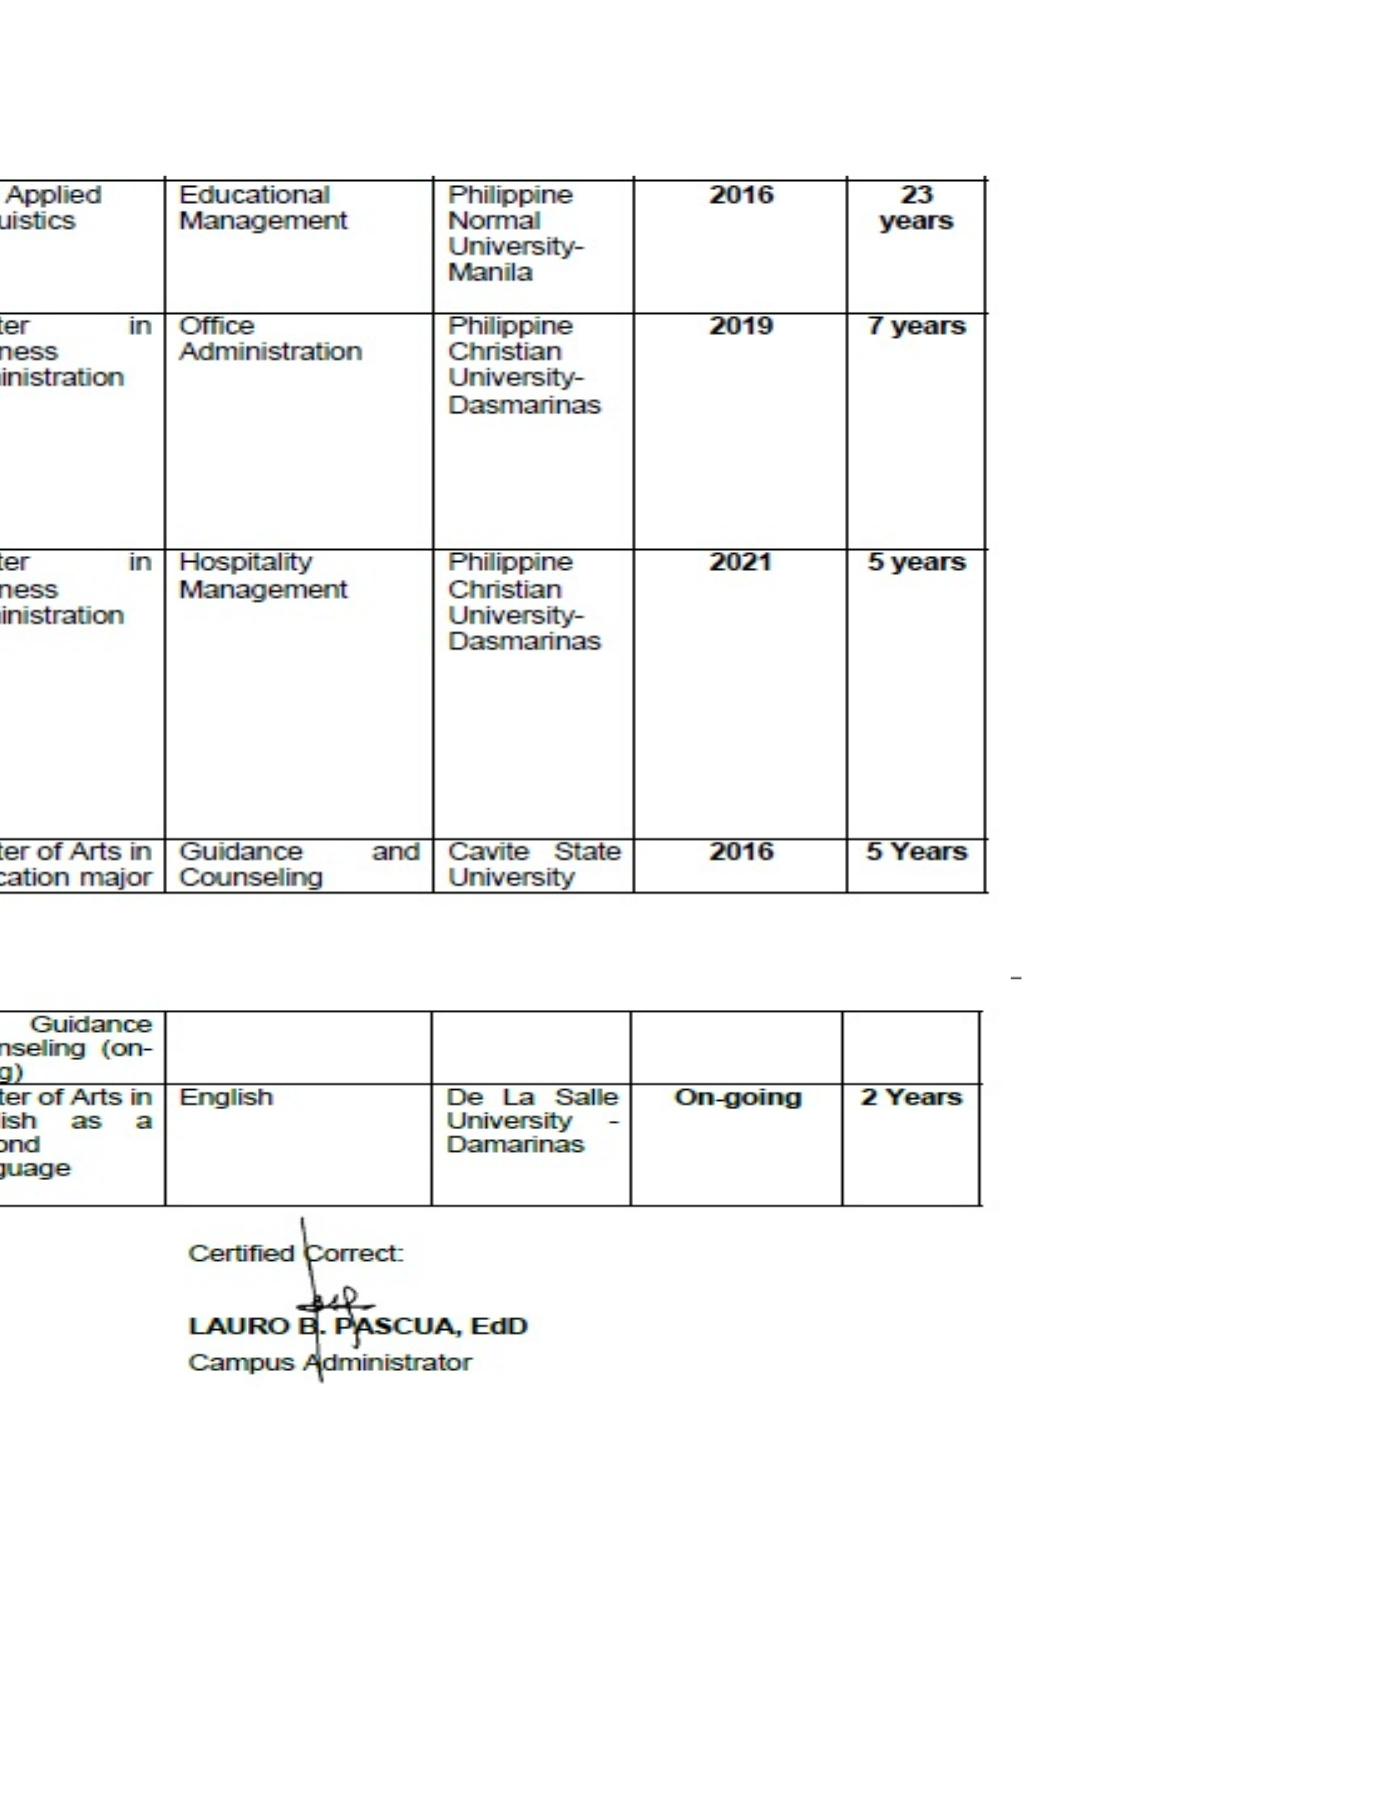 Applied
uistics
Educational
Management
Philippine
Normal
University-
Manila
2016
23
years
ter in
ness
inistration
Office
Administration
Philippine
Christian
University-
Dasmarinas
2019
7 years
ter in
ness
inistration
Hospitality
Management
Philippine
Christian
University-
Dasmarinas
2021
5 years
ter of Arts in
cation major
Guidance and
Counseling
Cavite State
University
2016
5 Years
Guidance
nseling (on-
g)
ter of Arts in
lish as a
ond
guage
English
De La Salle
University -
Damarinas
On-going
2 Years
Certified Correct:
LAURO B. PASCUA, EdD
Campus Administrator